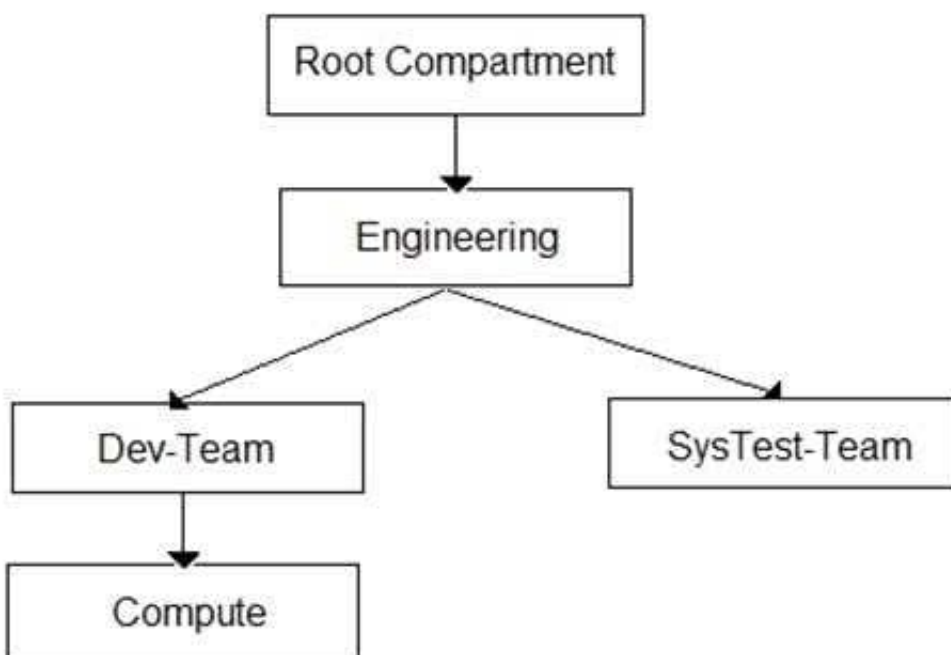 Root Compartment
Engineering
Dev-Team
SysTest-Team
Compute